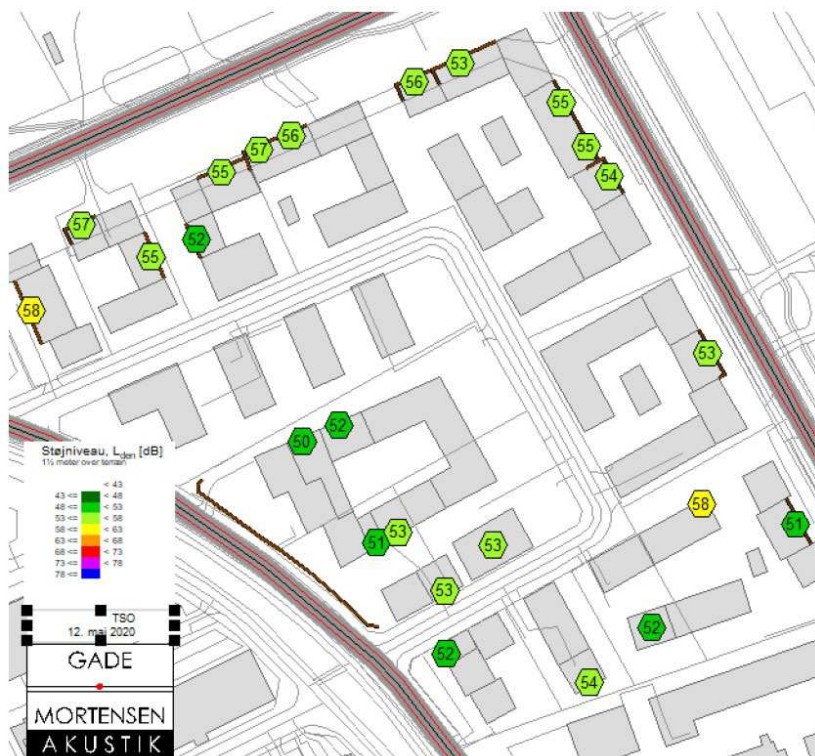 53
56
55
56
57
55
55
54
57
52
55
58
53
52
50
Støjniveau, Lden [dB]
1½ meter over terræn
< 43
43 <= < 48
48 <= < 53
53 <= < 58
58 <= < 63
63 <= < 68
68 <= < 73
73 <= < 78
78 <=
58
51
53
51
53
53
TSO
12. maj 2020
52
52
54
GADE
MORTENSEN
AKUSTIK